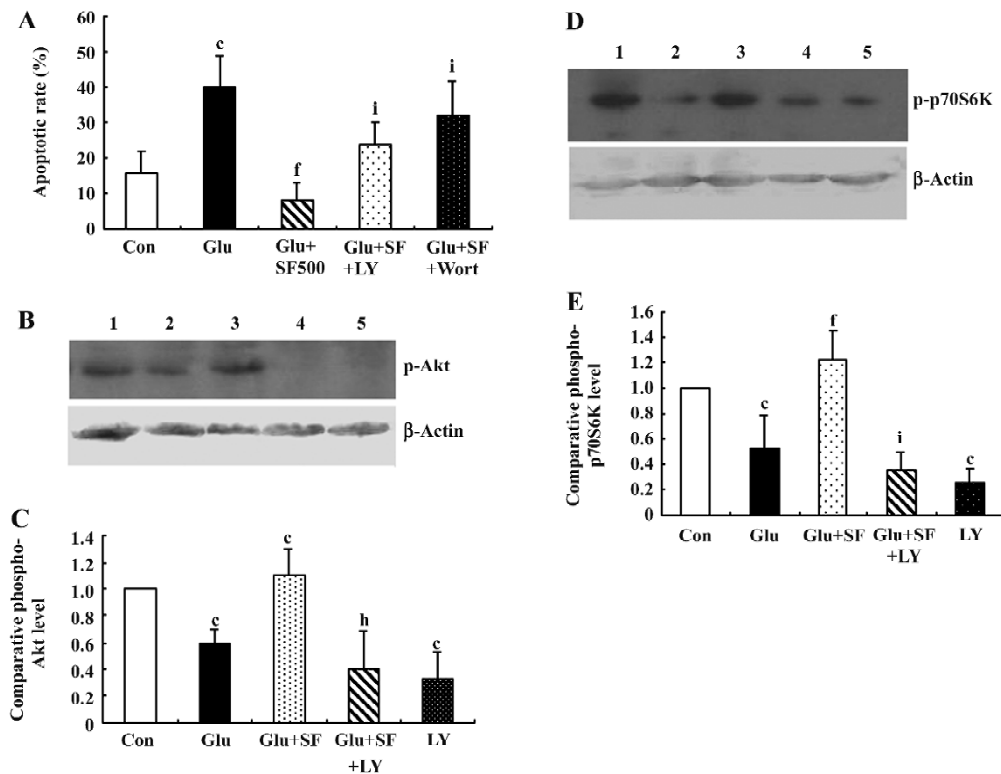 A
Apoptotic rate (%)
60
50
40
30
20
10
0
c
f
i
i
Con
Glu
Glu+
SF500
Glu+SF
+LY
Glu+SF
+Wort
B
1 2 3 4 5
p-Akt
β-Actin
C
Comparative phospho-
Akt level
1.4
1.2
1.0
0.8
0.6
0.4
0.2
0
c
c
h
c
Con
Glu
Glu+SF
Glu+SF
+LY
LY
D
1 2 3 4 5
p-p70S6K
β-Actin
E
Comparative phospho-
p70S6K level
1.6
1.4
1.2
1.0
0.8
0.6
0.4
0.2
0
c
f
i
c
Con
Glu
Glu+SF
Glu+SF
+LY
LY